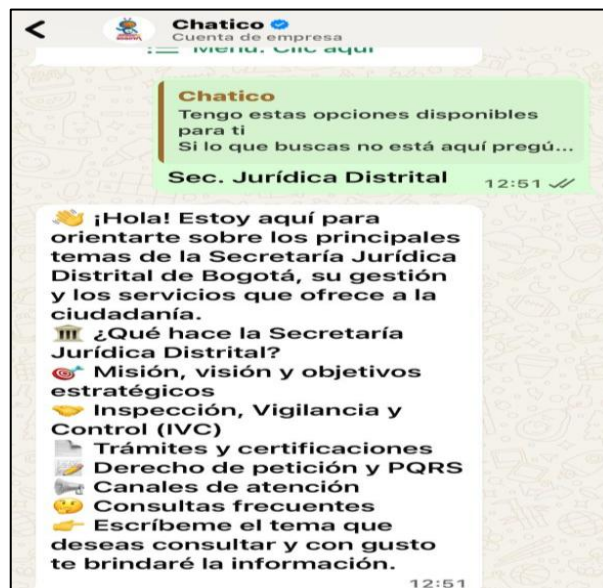 Chatico
Cuenta de empresa
Menú. Clic aquí
Chatico
Tengo estas opciones disponibles
para ti
Si lo que buscas no está aquí pregú...
Sec. Jurídica Distrital
12:51
👋 ¡Hola! Estoy aquí para
orientarte sobre los principales
temas de la Secretaría Jurídica
Distrital de Bogotá, su gestión
y los servicios que ofrece a la
ciudadanía.
🏛️ ¿Qué hace la Secretaría
Jurídica Distrital?
🎯 Misión, visión y objetivos
estratégicos
🤝 Inspección, Vigilancia y
Control (IVC)
📄 Trámites y certificaciones
📝 Derecho de petición y PQRS
📢 Canales de atención
🤔 Consultas frecuentes
👉 Escríbeme el tema que
deseas consultar y con gusto
te brindaré la información.
12:51